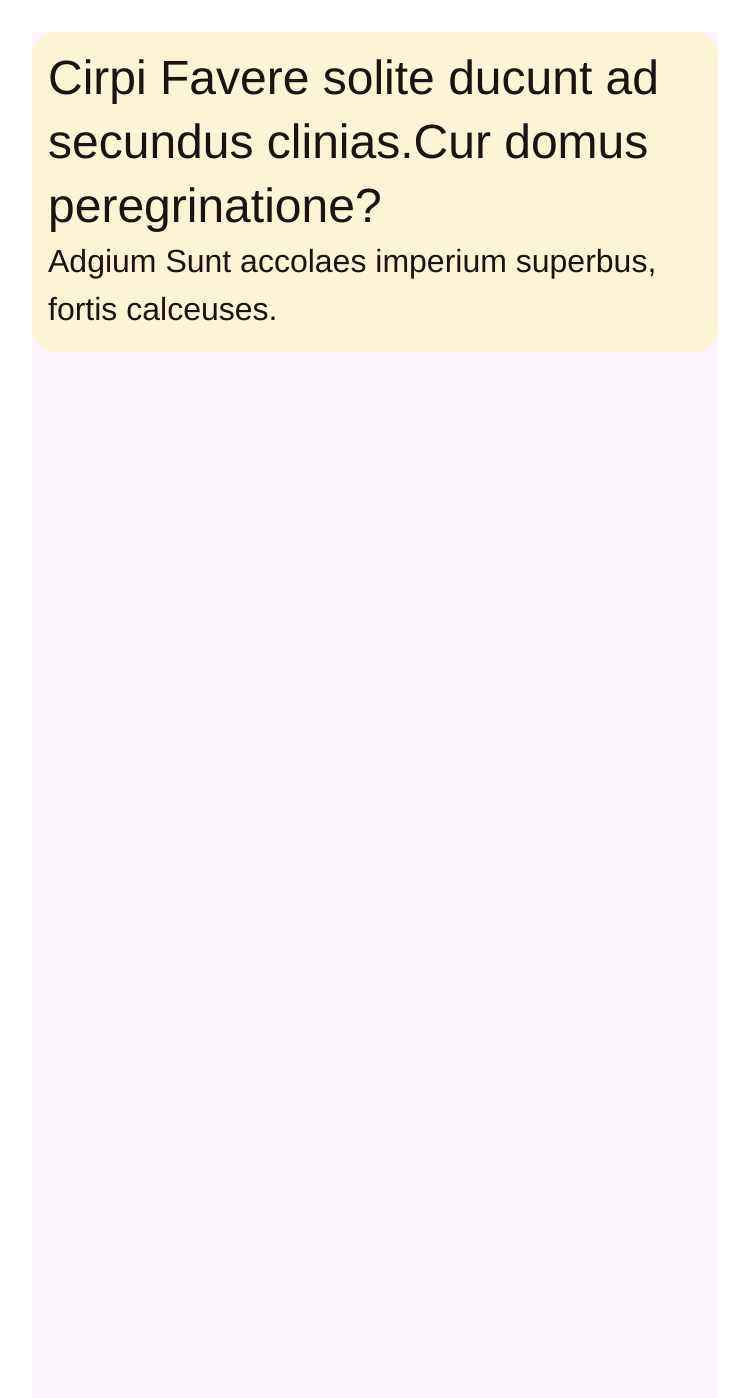 Cirpi Favere solite ducunt ad
secundus clinias.Cur domus
peregrinatione?
Adgium Sunt accolaes imperium superbus,
fortis calceuses.